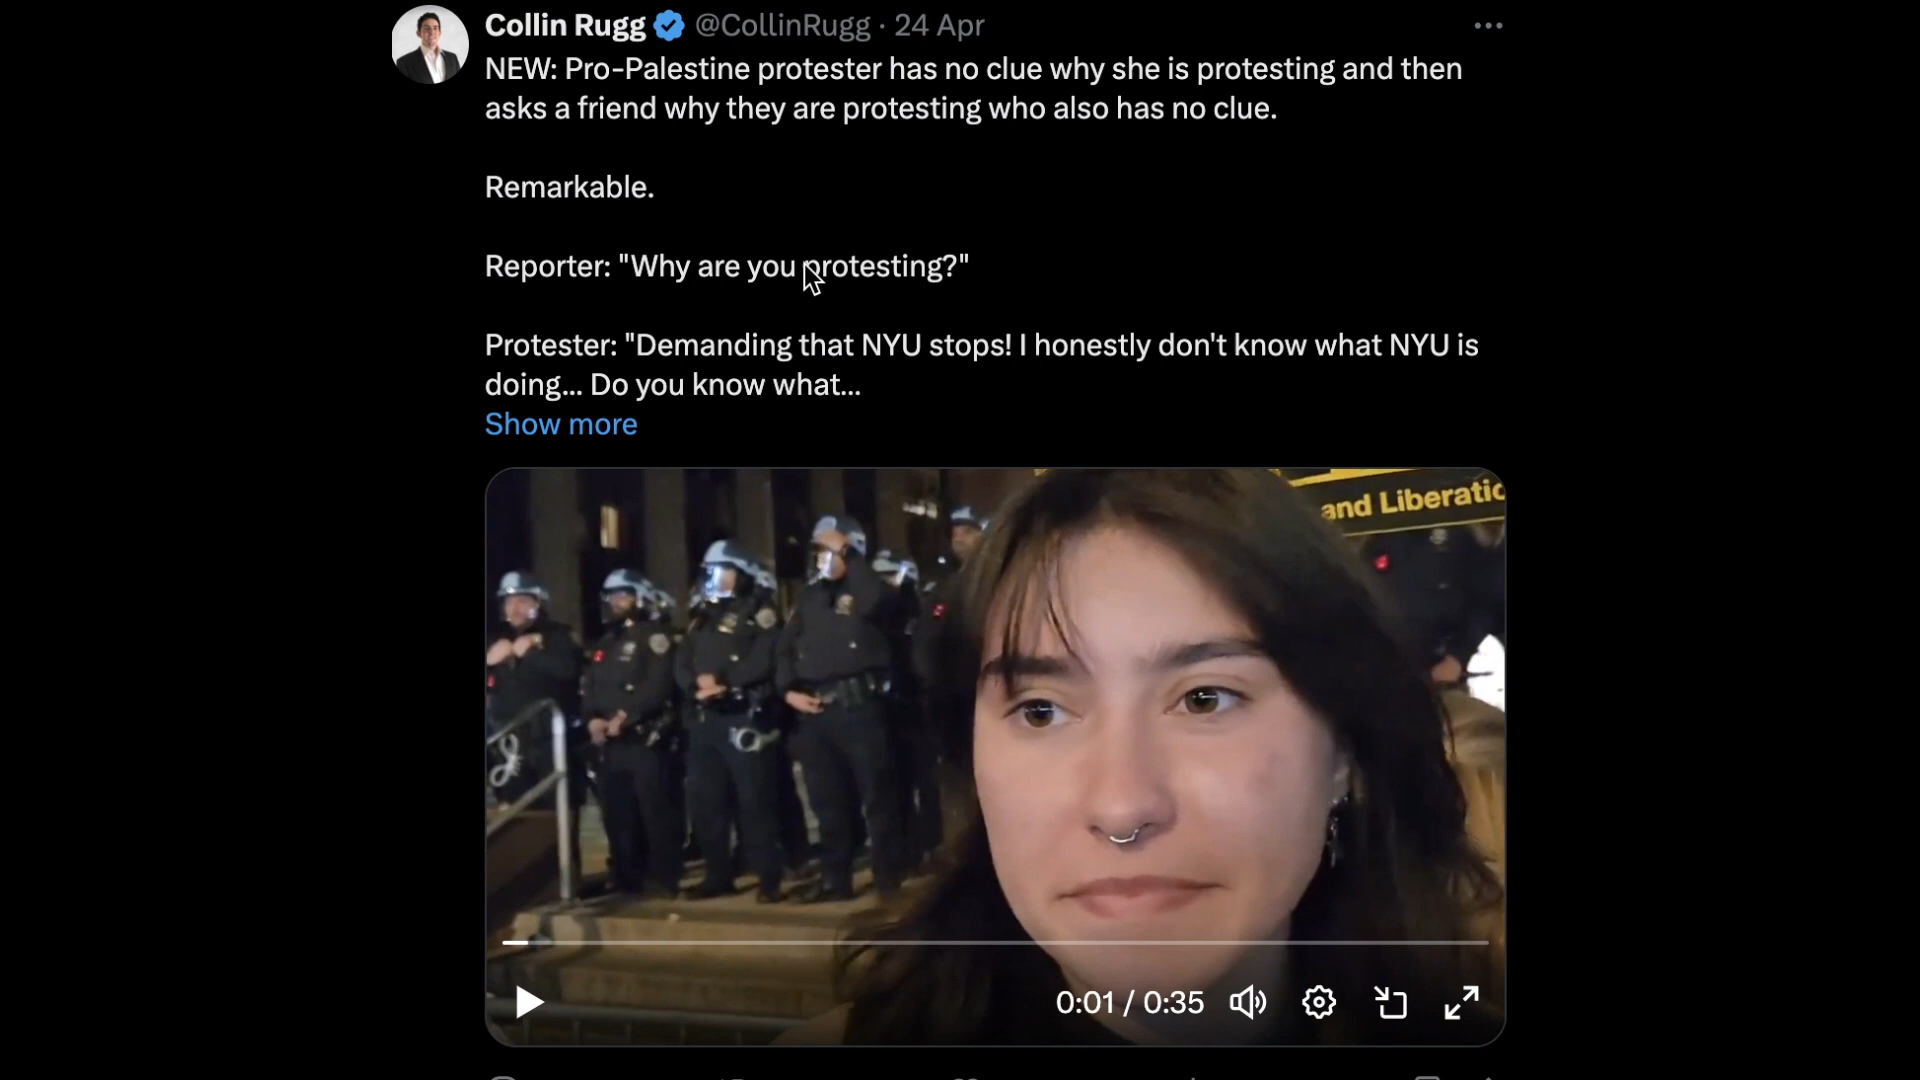 Collin Rugg @CollinRugg · 24 Apr
NEW: Pro-Palestine protester has no clue why she is protesting and then
asks a friend why they are protesting who also has no clue.
Remarkable.
Reporter: "Why are you protesting?"
Protester: "Demanding that NYU stops! I honestly don't know what NYU is
doing... Do you know what...
Show more
and Liberatio
0:01 / 0:35